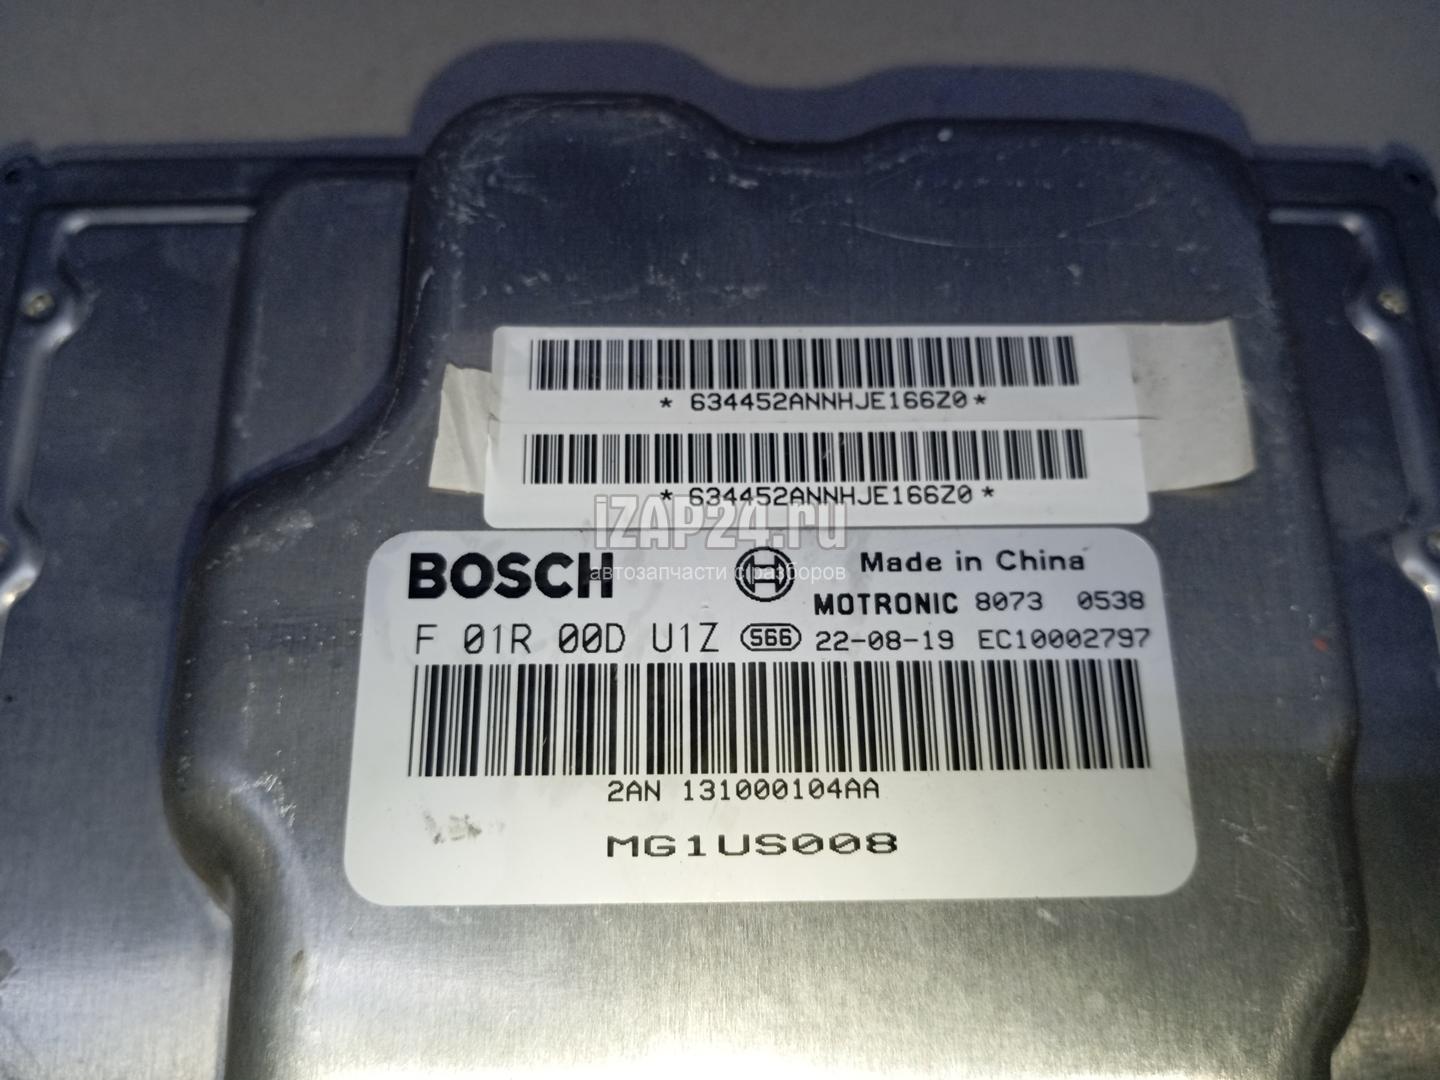 * 634452ANNHJE166Z0 *
* 634452ANNHJE166Z0 *
iZAP24.ru
автозапчасти с разборов
BOSCH Made in China
MOTRONIC 8073 0538
F 01R 00D U1Z S66 22-08-19 EC10002797
2AN 131000104AA
MG1US008